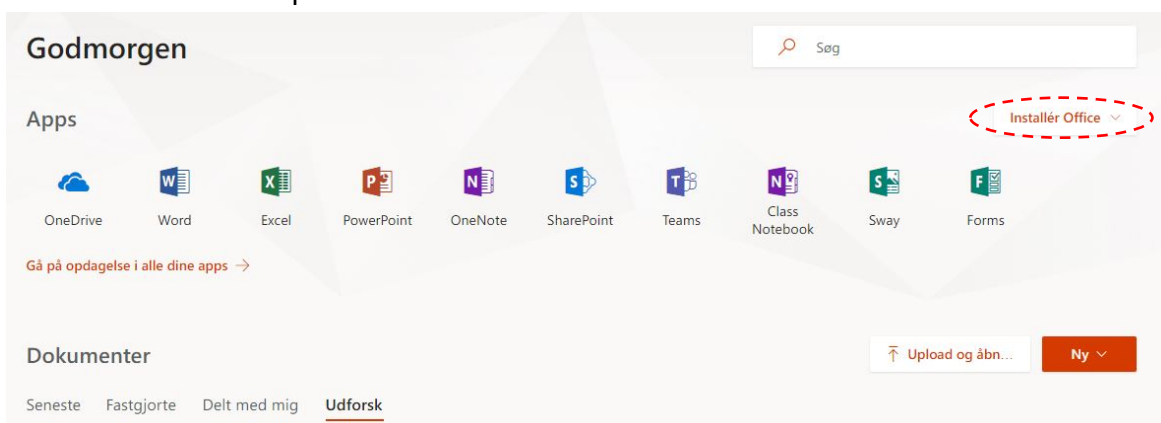 Godmorgen
Søg
Apps
Installér Office
OneDrive
Word
Excel
PowerPoint
OneNote
SharePoint
Teams
Class
Notebook
Sway
Forms
Gå på opdagelse i alle dine apps →
Dokumenter
Upload og åbn...
Ny
Seneste Fastgjorte Delt med mig Udforsk